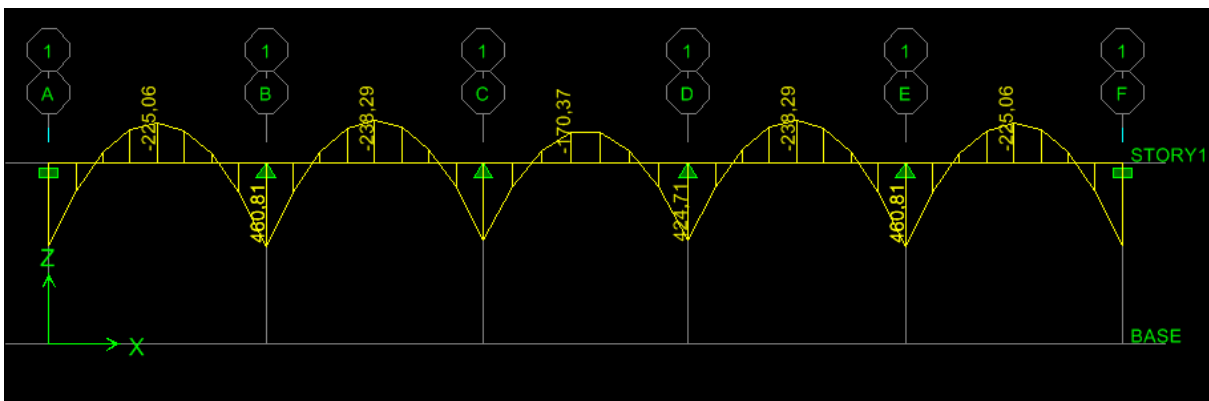 1 1 1 1 1 1
A B C D E F
-225,06 -238,29 -170,37 -238,29 -225,06
STORY1
460,81 424,71 460,81
Z
X
BASE